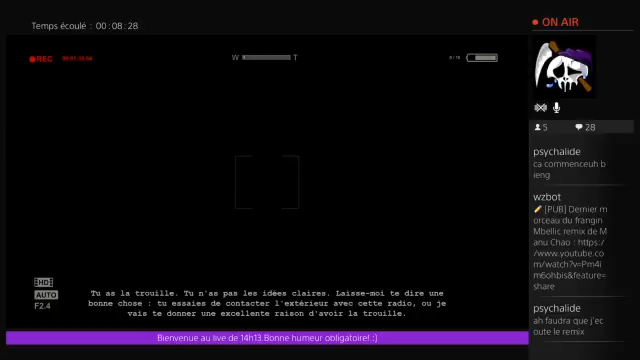 Temps écoulé : 00:08:28
ON AIR
REC
W
T
5
28
psychalide
ca commenceuh b
ieng
wzbot
[PUB] Dernier m
orceau du frangin
Mbellic,remix de M
anu Chao : https:/
/www.youtube.co
m/watch?v=Pm4i
m6ohbis&feature=
share
psychalide
ah faudra que j'ec
oute le remix
HD
AUTO
F2.4
Tu as la trouille. Tu n'as pas les idées claires. Laisse-moi te dire une
bonne chose : tu essaies de contacter l'extérieur avec cette radio, ou je
vais te donner une excellente raison d'avoir la trouille.
Bienvenue au live de 14h13.Bonne humeur obligatoire! :)